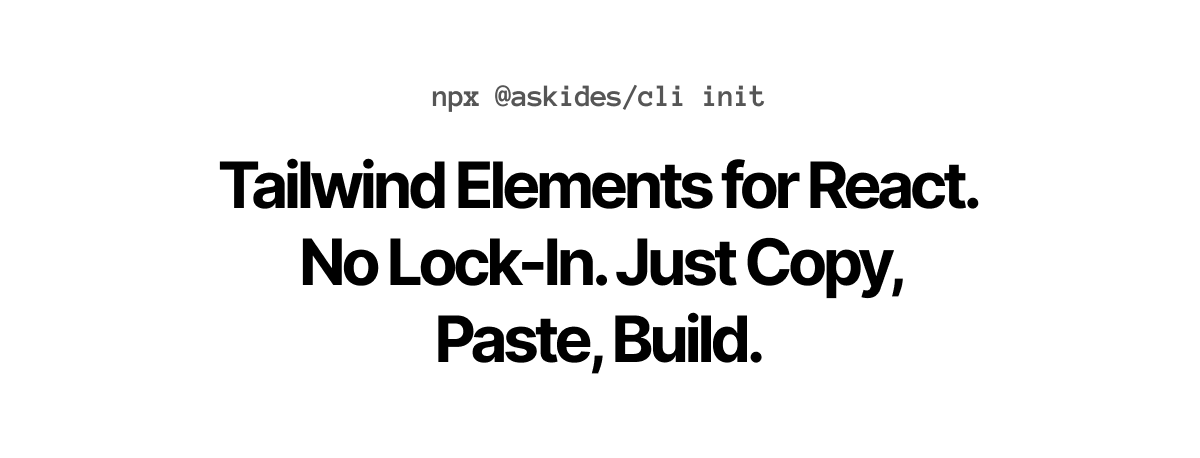 npx @askides/cli init
Tailwind Elements for React.
No Lock-In. Just Copy,
Paste, Build.